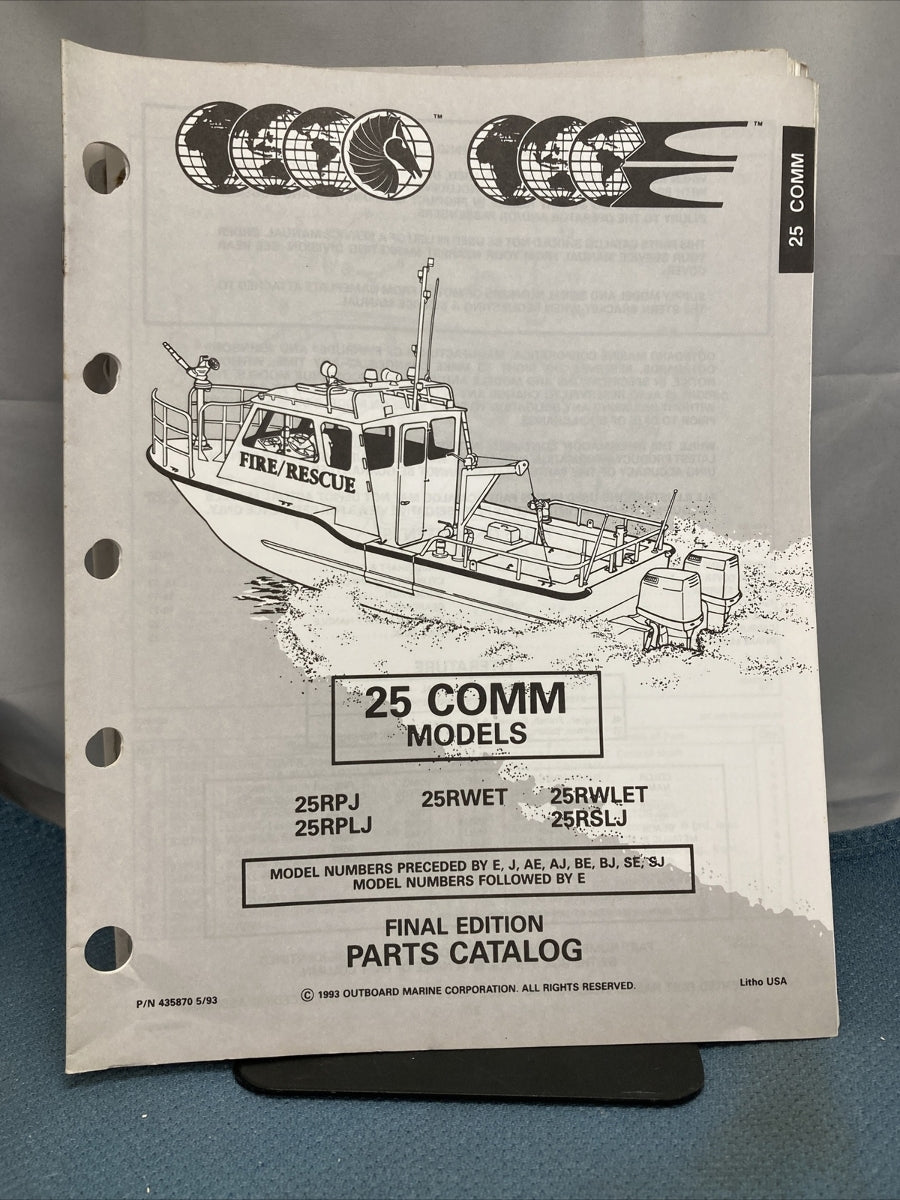 ™
™
25 COMM
FIRE/RESCUE
25 COMM
MODELS
25RPJ 25RWET 25RWLET
25RPLJ 25RSLJ
MODEL NUMBERS PRECEDED BY E, J, AE, AJ, BE, BJ, SE, SJ
MODEL NUMBERS FOLLOWED BY E
FINAL EDITION
PARTS CATALOG
© 1993 OUTBOARD MARINE CORPORATION. ALL RIGHTS RESERVED.
P/N 435870 5/93
Litho USA